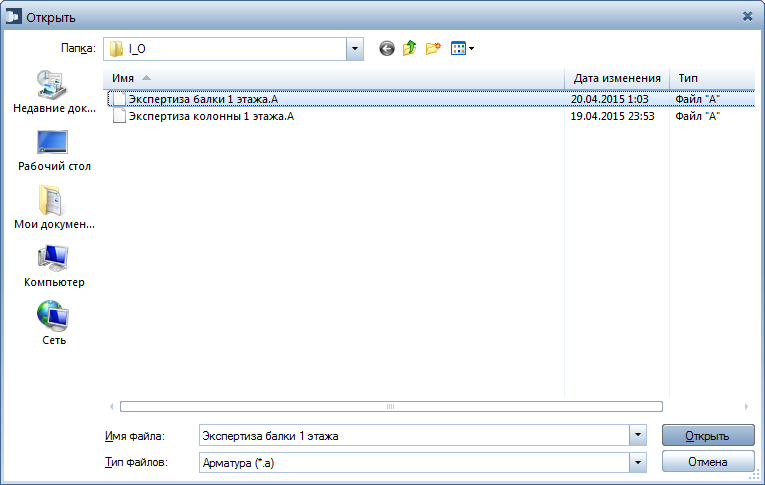 Открыть
Папка: I_O
Имя Дата изменения Тип
Экспертиза балки 1 этажа.A 20.04.2015 1:03 Файл "A"
Экспертиза колонны 1 этажа.A 19.04.2015 23:53 Файл "A"
Недавние док...
Рабочий стол
Мои докумен...
Компьютер
Сеть
Имя файла: Экспертиза балки 1 этажа Открыть
Тип файлов: Арматура (*.a) Отмена